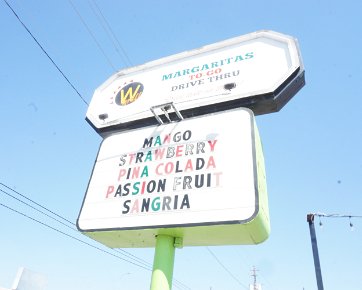 MARGARITAS
TO-GO
DRIVE THRU
W
MANGO
STRAWBERRY
PINA COLADA
PASSION FRUIT
SANGRIA